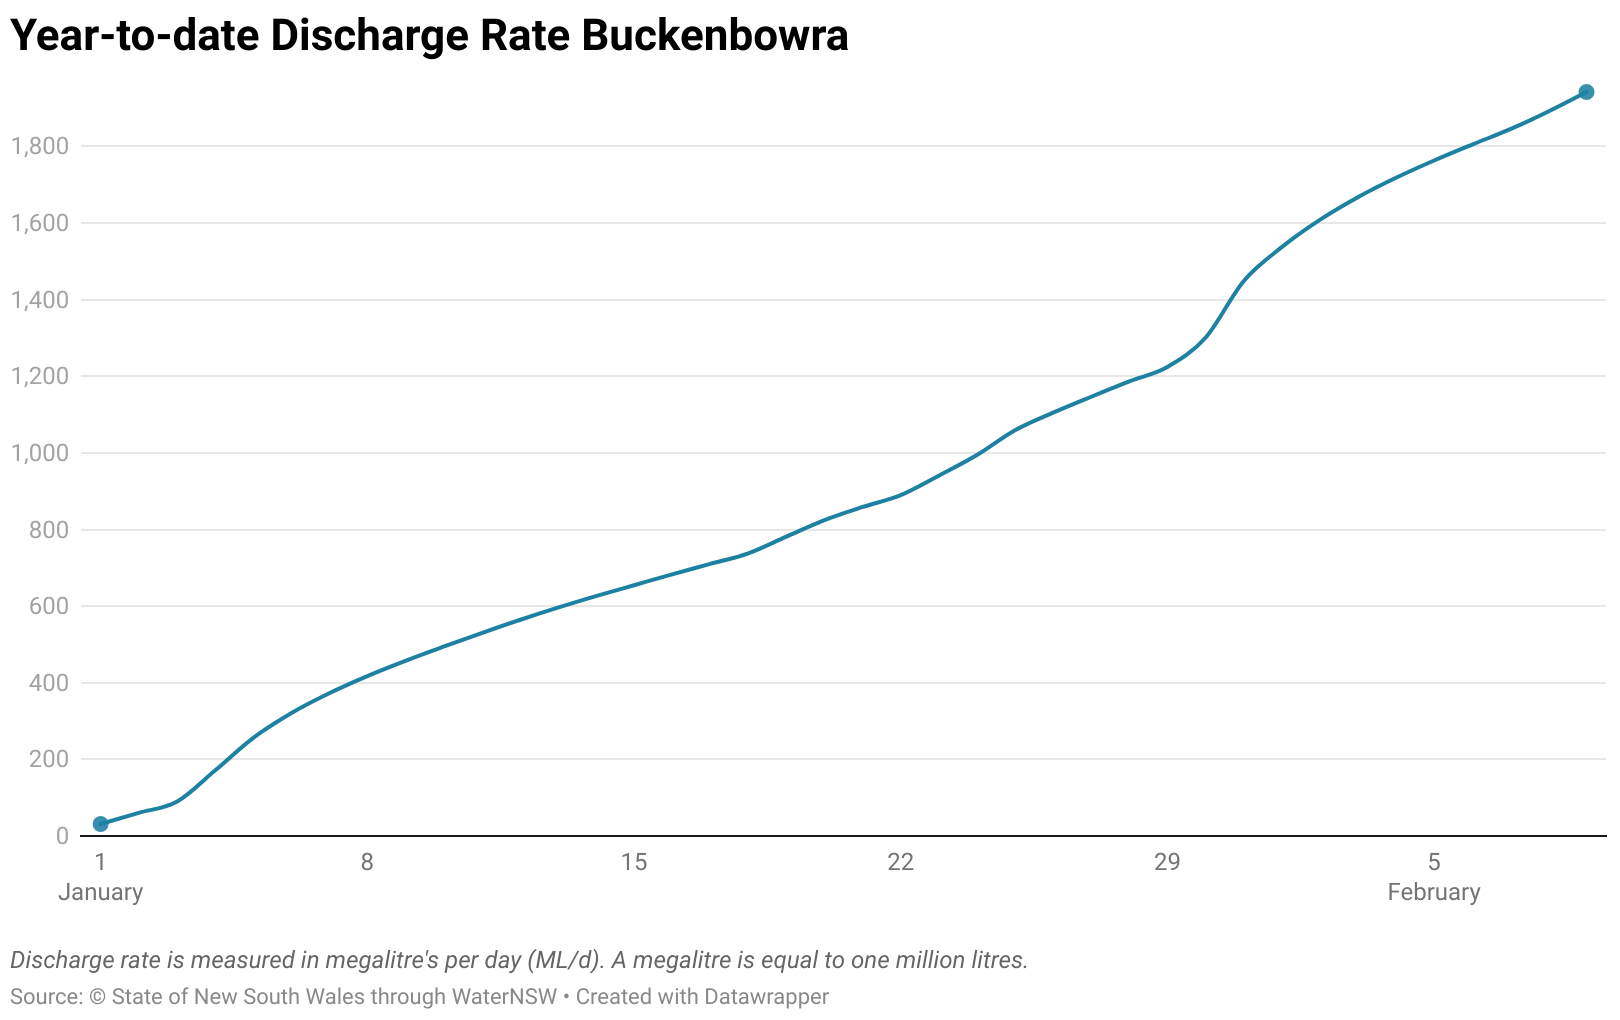 Year-to-date Discharge Rate Buckenbowra
1,800
1,600
1,400
1,200
1,000
800
600
400
200
0
1 8 15 22 29 5
January February
Discharge rate is measured in megalitre's per day (ML/d). A megalitre is equal to one million litres.
Source: © State of New South Wales through WaterNSW • Created with Datawrapper